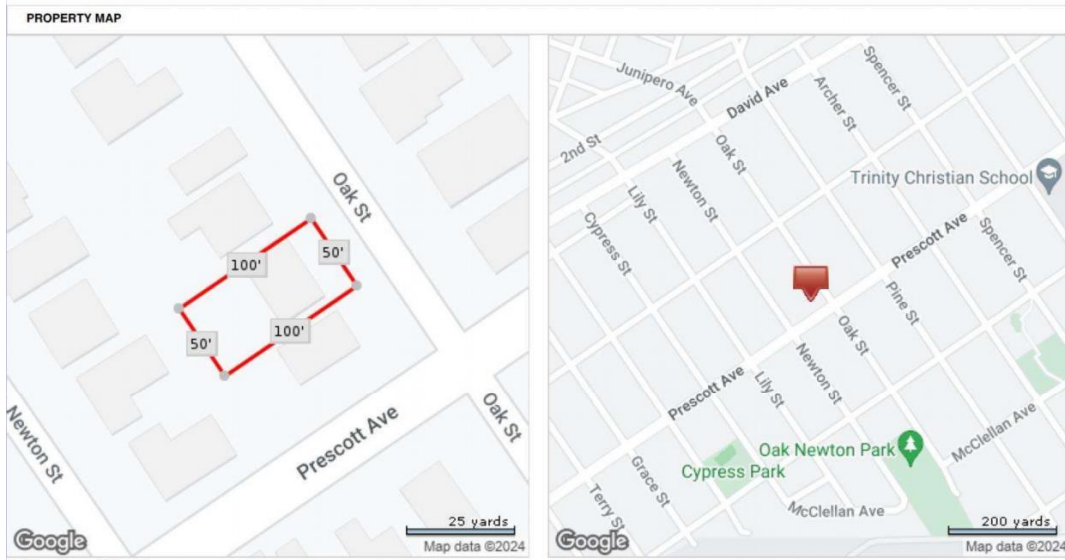 PROPERTY MAP
Oak St
100'
50'
100'
50'
Newton St
Prescott Ave
Oak St
Google
25 yards
Map data ©2024
Junipero Ave
David Ave
Archer St
Spencer St
2nd St
Oak St
Newton St
Lily St
Cypress St
Trinity Christian School
Prescott Ave
Spencer St
Pine St
Oak St
Newton St
Lily St
Prescott Ave
Oak Newton Park
McClellan Ave
Cypress Park
Grace St
Terry St
McClellan Ave
Google
200 yards
Map data ©2024